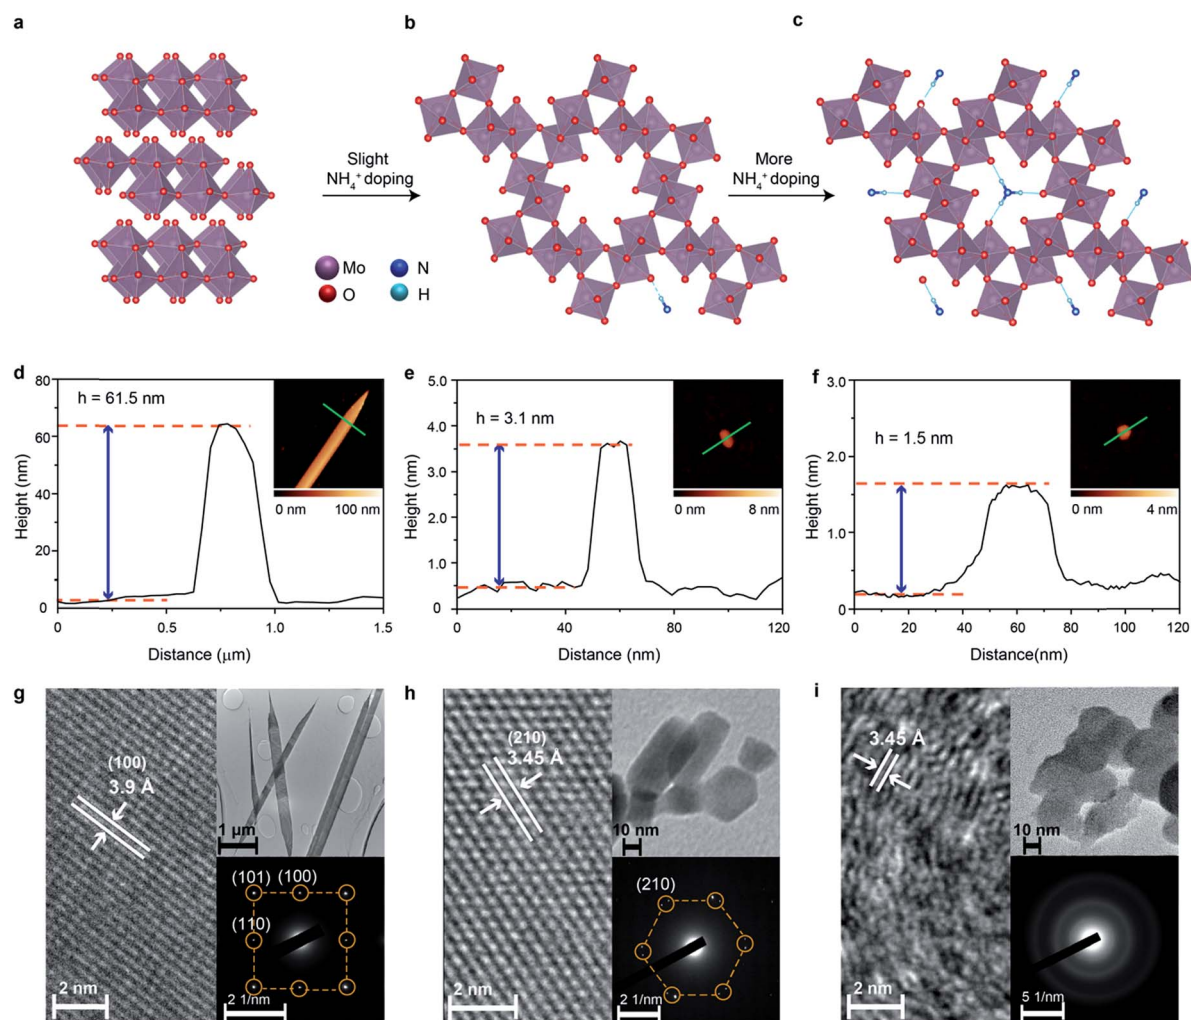 a
b
c
Slight
NH4+ doping
More
NH4+ doping
Mo
N
O
H
d
h = 61.5 nm
80
60
40
20
0
Height (nm)
0
0.5
1.0
1.5
Distance (μm)
0 nm
100 nm
e
h = 3.1 nm
5.0
4.0
3.0
2.0
1.0
0
Height (nm)
0
40
80
120
Distance (nm)
0 nm
8 nm
f
h = 1.5 nm
3.0
2.0
1.0
0
Height (nm)
0
20
40
60
80
100
120
Distance(nm)
0 nm
4 nm
g
(100)
3.9 Å
2 nm
1 μm
(101)
(100)
(110)
2 1/nm
h
(210)
3.45 Å
2 nm
10 nm
(210)
2 1/nm
i
3.45 Å
2 nm
10 nm
5 1/nm